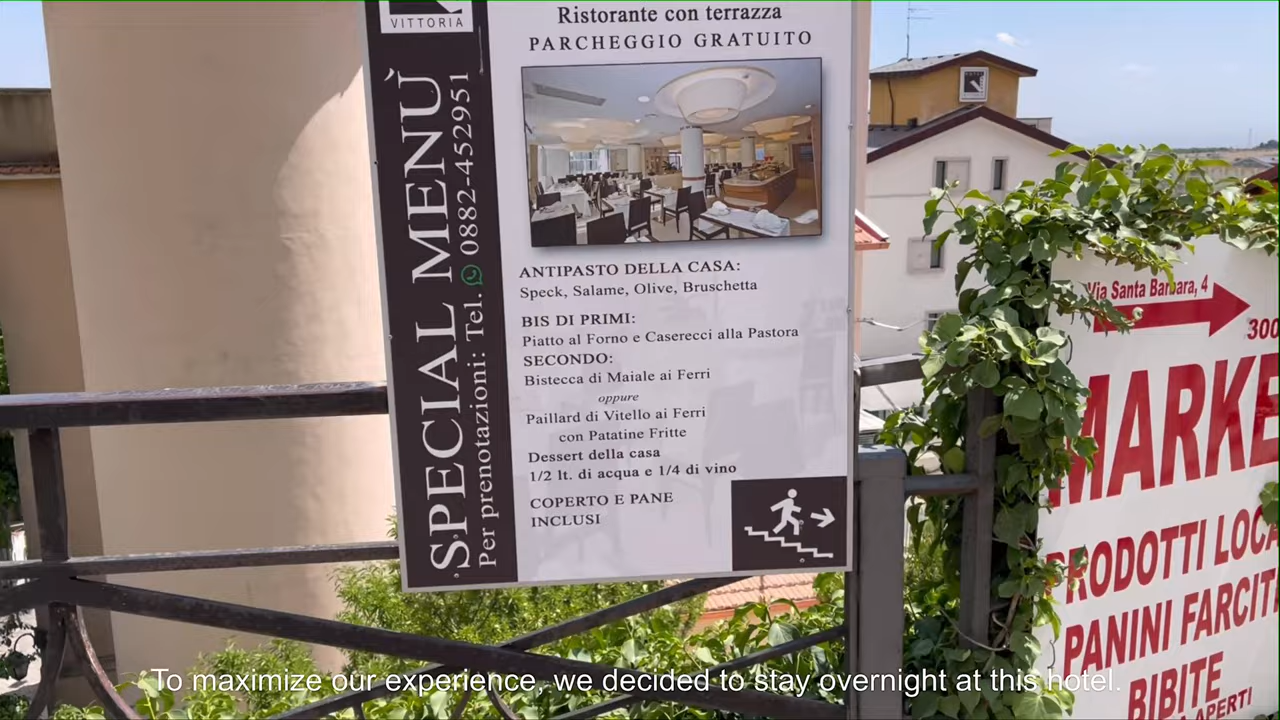 VITTORIA
SPECIAL MENÙ
Per prenotazioni: Tel. 0882-452951
Ristorante con terrazza
PARCHEGGIO GRATUITO
ANTIPASTO DELLA CASA:
Speck, Salame, Olive, Bruschetta
BIS DI PRIMI:
Piatto al Forno e Caserecci alla Pastora
SECONDO:
Bistecca di Maiale ai Ferri
oppure
Paillard di Vitello ai Ferri
con Patatine Fritte
Dessert della casa
1/2 lt. di acqua e 1/4 di vino
COPERTO E PANE
INCLUSI
Via Santa Barbara, 4
300
MARKE
PRODOTTI LOCA
PANINI FARCIT
BIBITE
APERTI
To maximize our experience, we decided to stay overnight at this hotel.